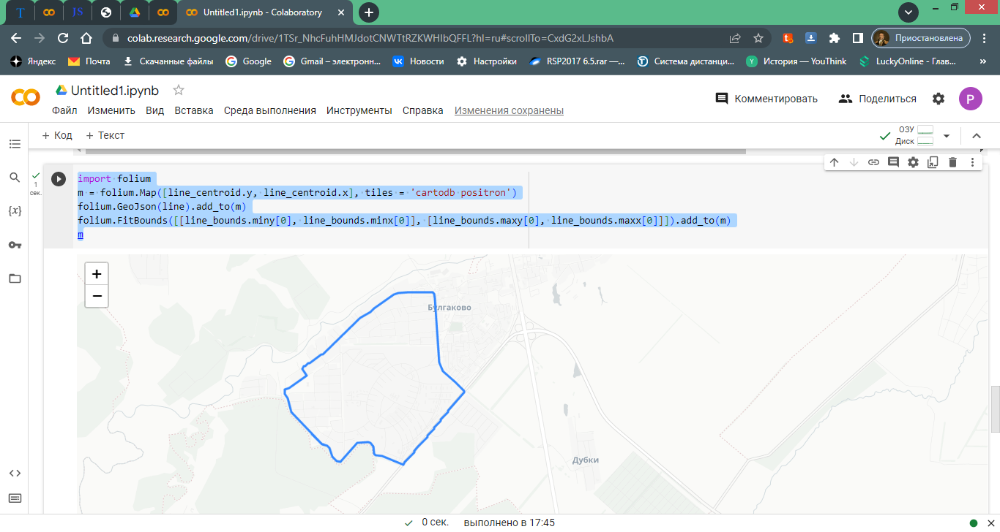 Untitled1.ipynb - Colaboratory
colab.research.google.com/drive/1TSr_NhcFuhHMJdotCNWTtRZKWHIbQFFL?hl=ru#scrollTo=CxdG2xLJshbA
Приостановлена
Яндекс Почта Скачанные файлы Google Gmail – электронн... Новости Настройки RSP2017 6.5.rar —... Система дистанци... История — YouThink LuckyOnline - Глав... »
Untitled1.ipynb
Комментировать Поделиться P
Файл Изменить Вид Вставка Среда выполнения Инструменты Справка Изменения сохранены
+ Код + Текст
ОЗУ
Диск
1
сек.
import folium
m = folium.Map([line_centroid.y, line_centroid.x], tiles = 'cartodb positron')
folium.GeoJson(line).add_to(m)
folium.FitBounds([[line_bounds.miny[0], line_bounds.minx[0]], [line_bounds.maxy[0], line_bounds.maxx[0]]]).add_to(m)
m
+
−
Булгаково
Дубки
0 сек. выполнено в 17:45